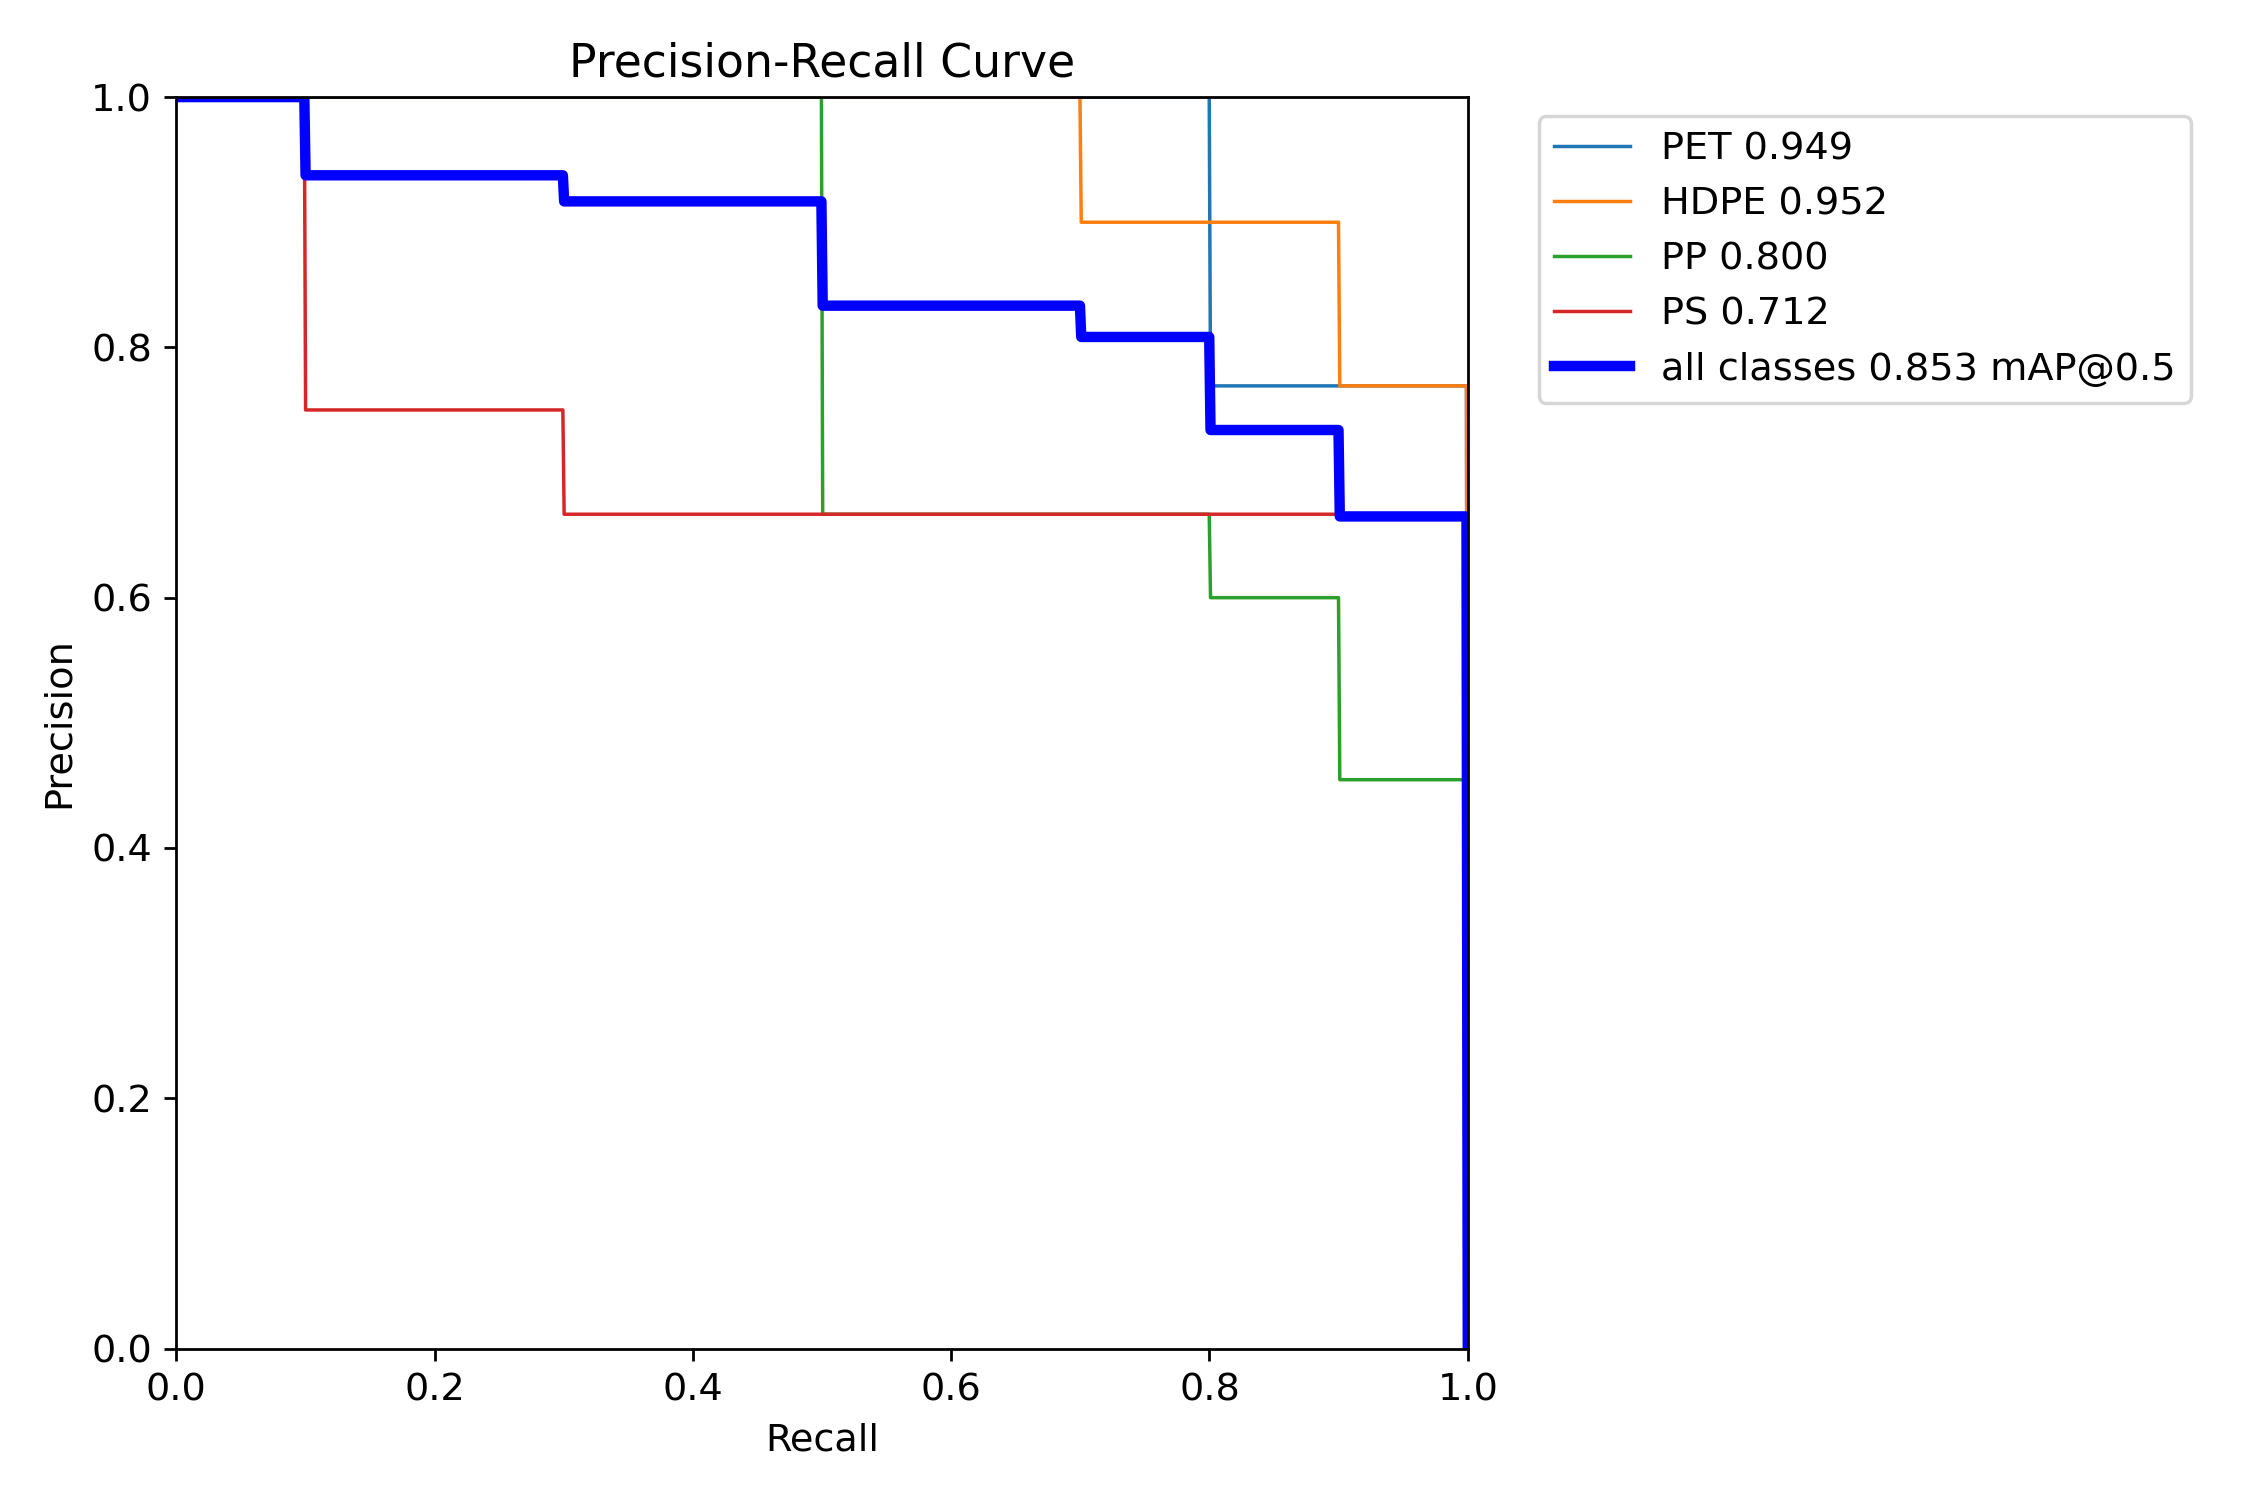 Precision-Recall Curve
1.0
0.8
0.6
0.4
0.2
0.0
Precision
0.0 0.2 0.4 0.6 0.8 1.0
Recall
PET 0.949
HDPE 0.952
PP 0.800
PS 0.712
all classes 0.853 mAP@0.5